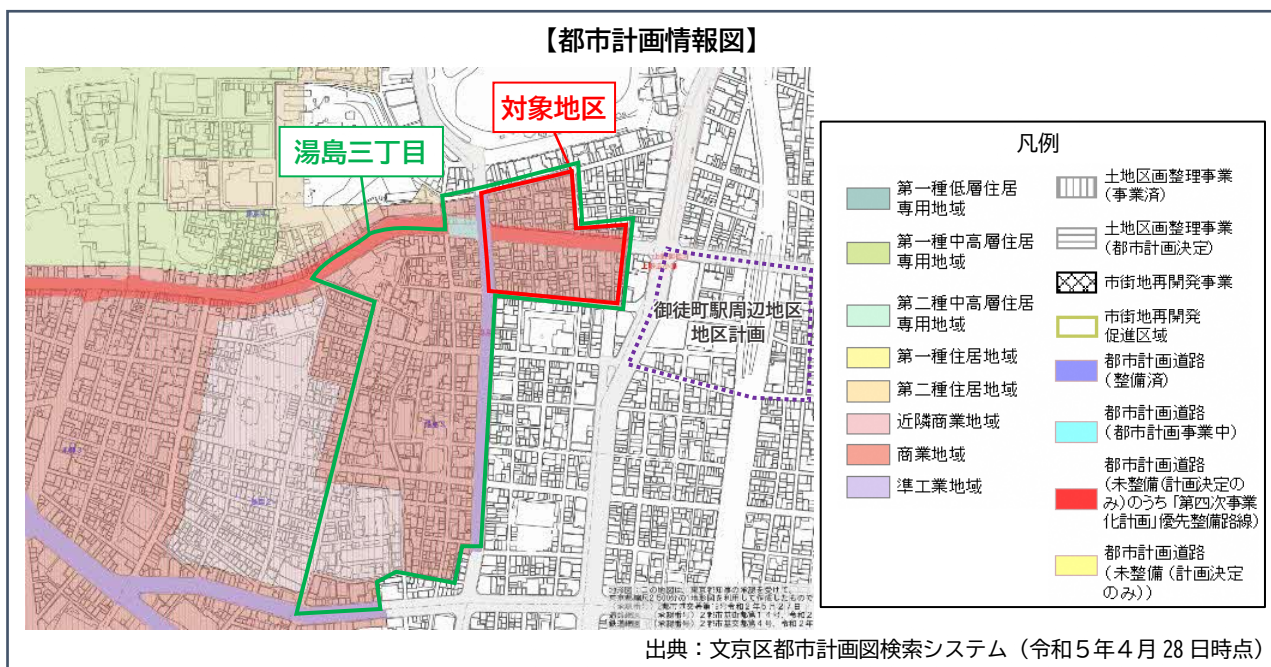 【都市計画情報図】
対象地区
湯島三丁目
御徒町駅周辺地区
地区計画
凡例
第一種低層住居
専用地域
第一種中高層住居
専用地域
第二種中高層住居
専用地域
第一種住居地域
第二種住居地域
近隣商業地域
商業地域
準工業地域
土地区画整理事業
(事業済)
土地区画整理事業
(都市計画決定)
市街地再開発事業
市街地再開発
促進区域
都市計画道路
(整備済)
都市計画道路
(都市計画事業中)
都市計画道路
(未整備(計画決定の
み)のうち「第四次事業
化計画」優先整備路線)
都市計画道路
(未整備(計画決定
のみ))
出典:文京区都市計画図検索システム(令和5年4月28日時点)